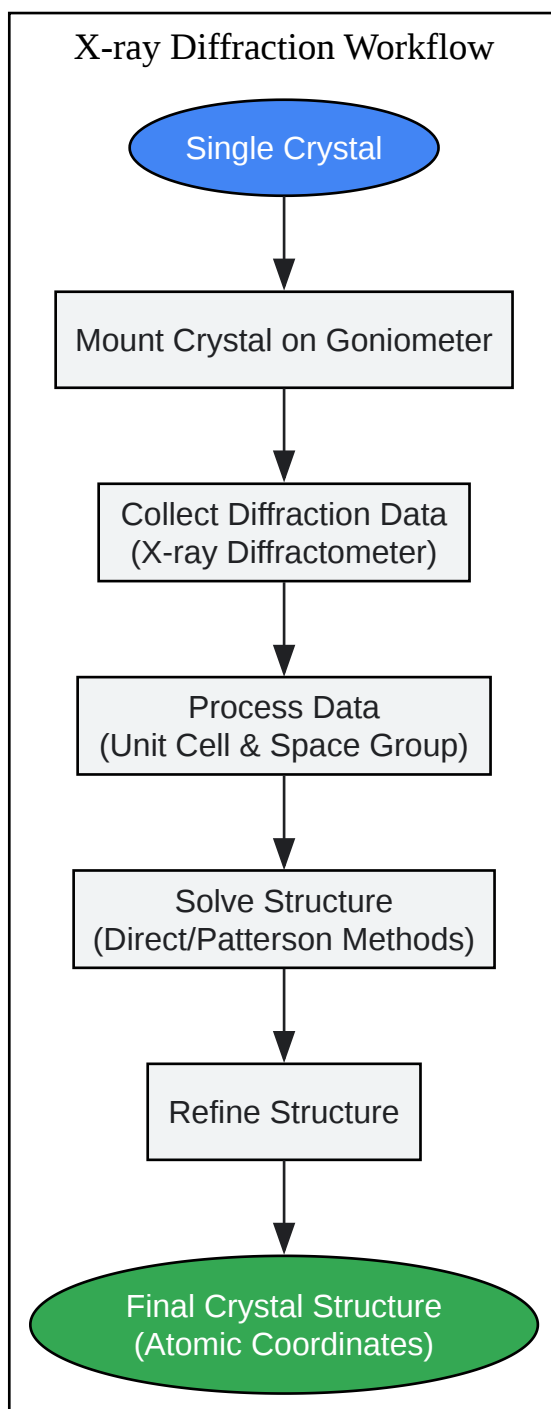 X-ray Diffraction Workflow
Single Crystal
Mount Crystal on Goniometer
Collect Diffraction Data
(X-ray Diffractometer)
Process Data
(Unit Cell & Space Group)
Solve Structure
(Direct/Patterson Methods)
Refine Structure
Final Crystal Structure
(Atomic Coordinates)